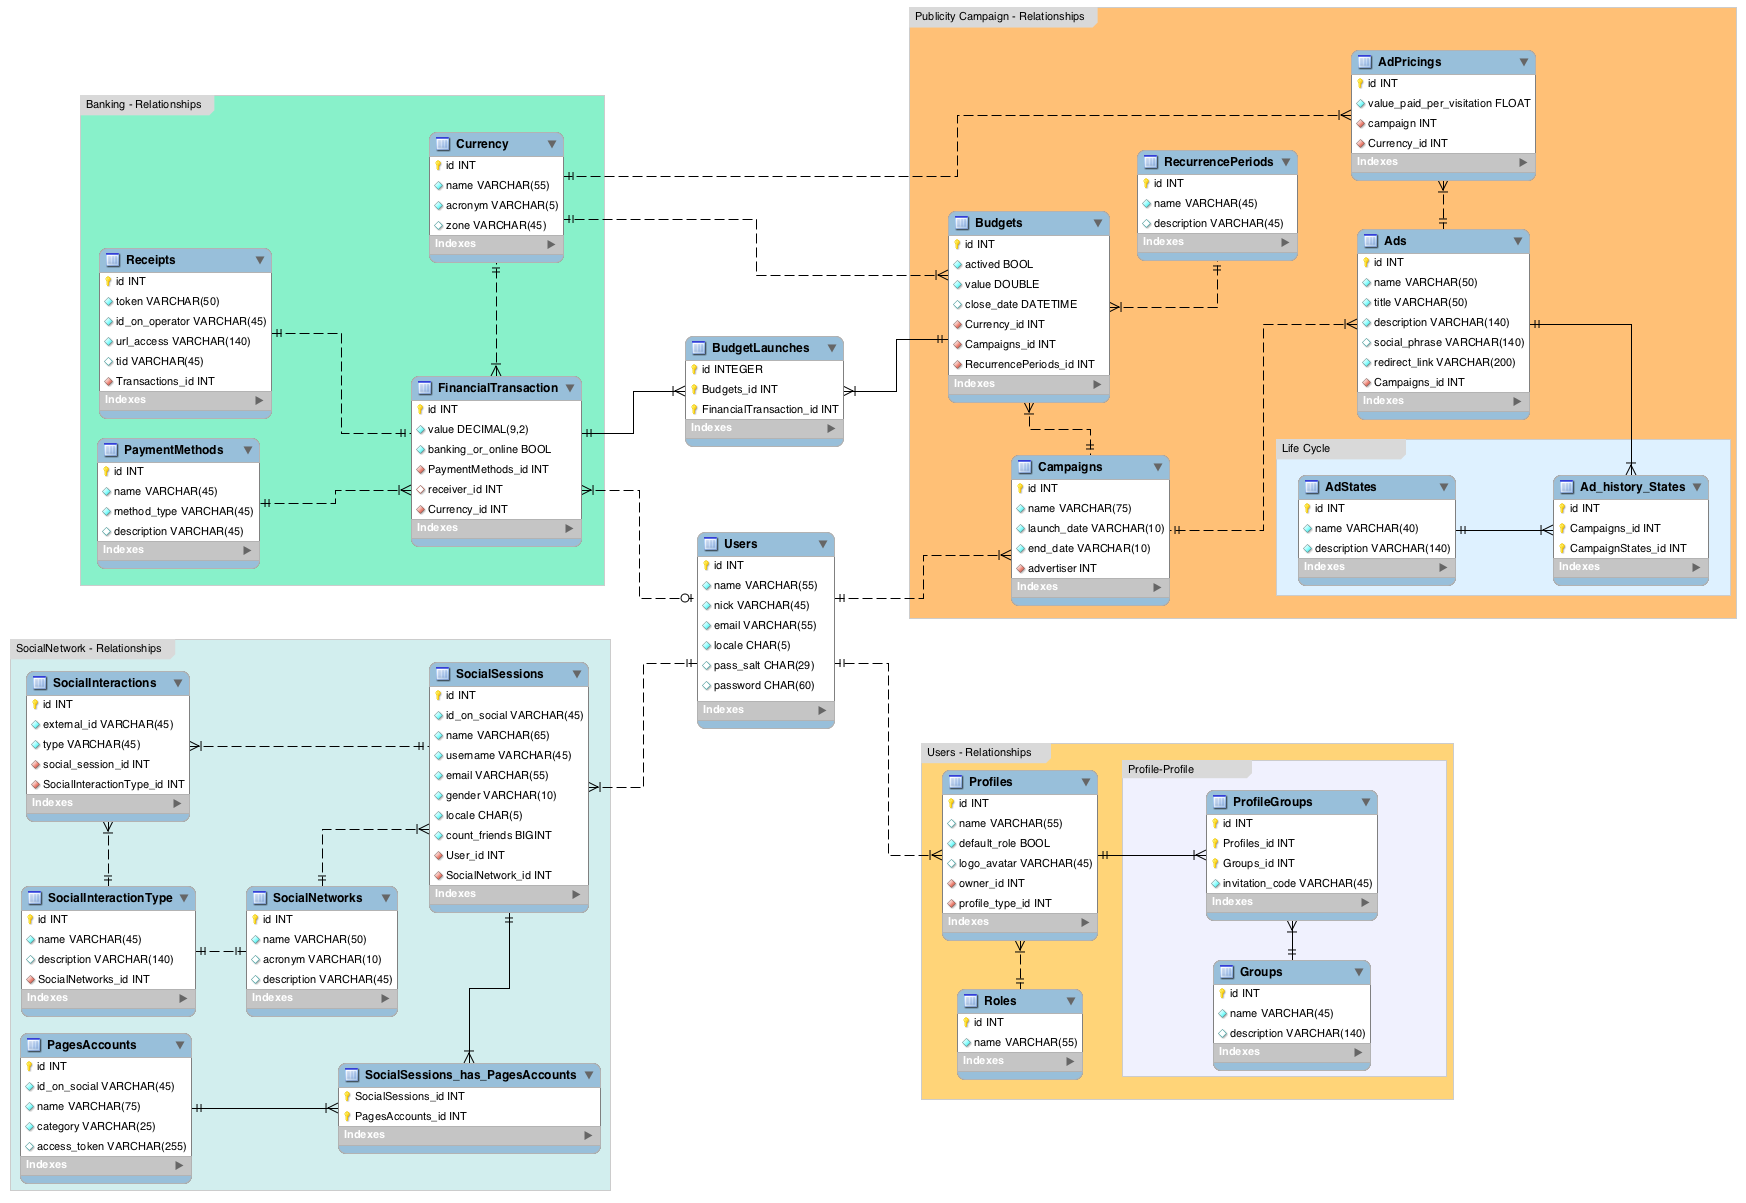 Publicity Campaign - Relationships
AdPricings
id INT
value_paid_per_visitation FLOAT
campaign INT
Currency_id INT
Indexes
Banking - Relationships
Currency
id INT
name VARCHAR(55)
acronym VARCHAR(5)
zone VARCHAR(45)
Indexes
RecurrencePeriods
id INT
name VARCHAR(45)
description VARCHAR(45)
Indexes
Budgets
id INT
actived BOOL
value DOUBLE
close_date DATETIME
Currency_id INT
Campaigns_id INT
RecurrencePeriods_id INT
Indexes
Ads
id INT
name VARCHAR(50)
title VARCHAR(50)
description VARCHAR(140)
social_phrase VARCHAR(140)
redirect_link VARCHAR(200)
Campaigns_id INT
Indexes
Receipts
id INT
token VARCHAR(50)
id_on_operator VARCHAR(45)
url_access VARCHAR(140)
tid VARCHAR(45)
Transactions_id INT
Indexes
BudgetLaunches
id INTEGER
Budgets_id INT
FinancialTransaction_id INT
Indexes
FinancialTransaction
id INT
value DECIMAL(9,2)
banking_or_online BOOL
PaymentMethods_id INT
receiver_id INT
Currency_id INT
Indexes
PaymentMethods
id INT
name VARCHAR(45)
method_type VARCHAR(45)
description VARCHAR(45)
Indexes
Campaigns
id INT
name VARCHAR(75)
launch_date VARCHAR(10)
end_date VARCHAR(10)
advertiser INT
Indexes
Life Cycle
AdStates
id INT
name VARCHAR(40)
description VARCHAR(140)
Indexes
Ad_history_States
id INT
Campaigns_id INT
CampaignStates_id INT
Indexes
Users
id INT
name VARCHAR(55)
nick VARCHAR(45)
email VARCHAR(55)
locale CHAR(5)
pass_salt CHAR(29)
password CHAR(60)
Indexes
SocialNetwork - Relationships
SocialInteractions
id INT
external_id VARCHAR(45)
type VARCHAR(45)
social_session_id INT
SocialInteractionType_id INT
Indexes
SocialSessions
id INT
id_on_social VARCHAR(45)
name VARCHAR(65)
username VARCHAR(45)
email VARCHAR(55)
gender VARCHAR(10)
locale CHAR(5)
count_friends BIGINT
User_id INT
SocialNetwork_id INT
Indexes
SocialInteractionType
id INT
name VARCHAR(45)
description VARCHAR(140)
SocialNetworks_id INT
Indexes
SocialNetworks
id INT
name VARCHAR(50)
acronym VARCHAR(10)
description VARCHAR(45)
Indexes
PagesAccounts
id INT
id_on_social VARCHAR(45)
name VARCHAR(75)
category VARCHAR(25)
access_token VARCHAR(255)
Indexes
SocialSessions_has_PagesAccounts
SocialSessions_id INT
PagesAccounts_id INT
Indexes
Users - Relationships
Profiles
id INT
name VARCHAR(55)
default_role BOOL
logo_avatar VARCHAR(45)
owner_id INT
profile_type_id INT
Indexes
Roles
id INT
name VARCHAR(55)
Indexes
Profile-Profile
ProfileGroups
id INT
Profiles_id INT
Groups_id INT
invitation_code VARCHAR(45)
Indexes
Groups
id INT
name VARCHAR(45)
description VARCHAR(140)
Indexes